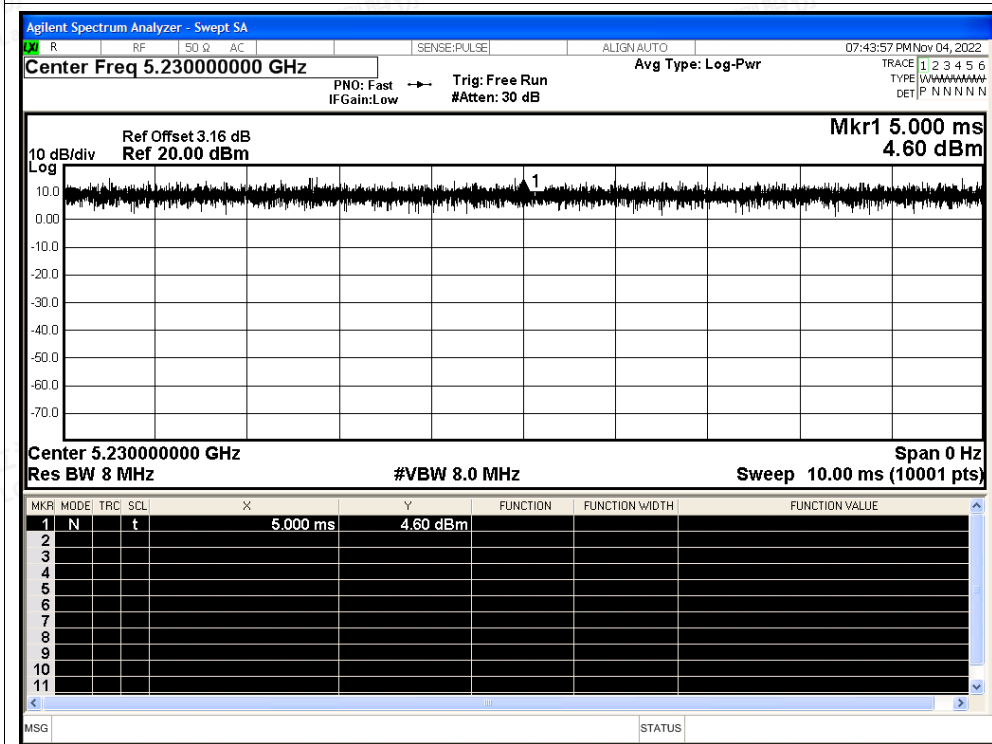 Agilent Spectrum Analyzer - Swept SA
LXI R RF 50 Ω AC SENSE:PULSE ALIGN AUTO 07:43:57 PM Nov 04, 2022
Center Freq 5.230000000 GHz
PNO: Fast
IFGain:Low
Trig: Free Run
#Atten: 30 dB
Avg Type: Log-Pwr
TRACE 1 2 3 4 5 6
TYPE
DET P N N N N N
Mkr1 5.000 ms
4.60 dBm
10 dB/div
Log
Ref Offset 3.16 dB
Ref 20.00 dBm
1
10.0
0.00
-10.0
-20.0
-30.0
-40.0
-50.0
-60.0
-70.0
Center 5.230000000 GHz Span 0 Hz
Res BW 8 MHz #VBW 8.0 MHz Sweep 10.00 ms (10001 pts)
MKR MODE TRC SCL X Y FUNCTION FUNCTION WIDTH FUNCTION VALUE
1 N t 5.000 ms 4.60 dBm
2
3
4
5
6
7
8
9
10
11
MSG STATUS